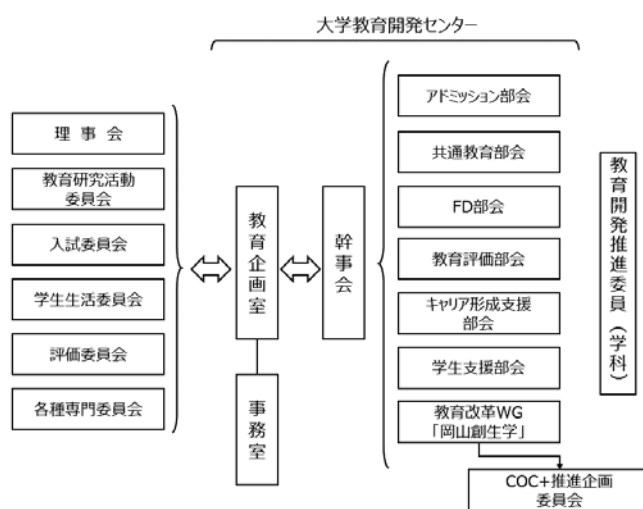 大学教育開発センター
理 事 会
教育研究活動
委員会
入試委員会
学生生活委員会
評価委員会
各種専門委員会
教育企画室
事務室
幹事会
アドミッション部会
共通教育部会
FD部会
教育評価部会
キャリア形成支援
部会
学生支援部会
教育改革WG
「岡山創生学」
COC+推進企画
委員会
教育開発推進委員（学科）